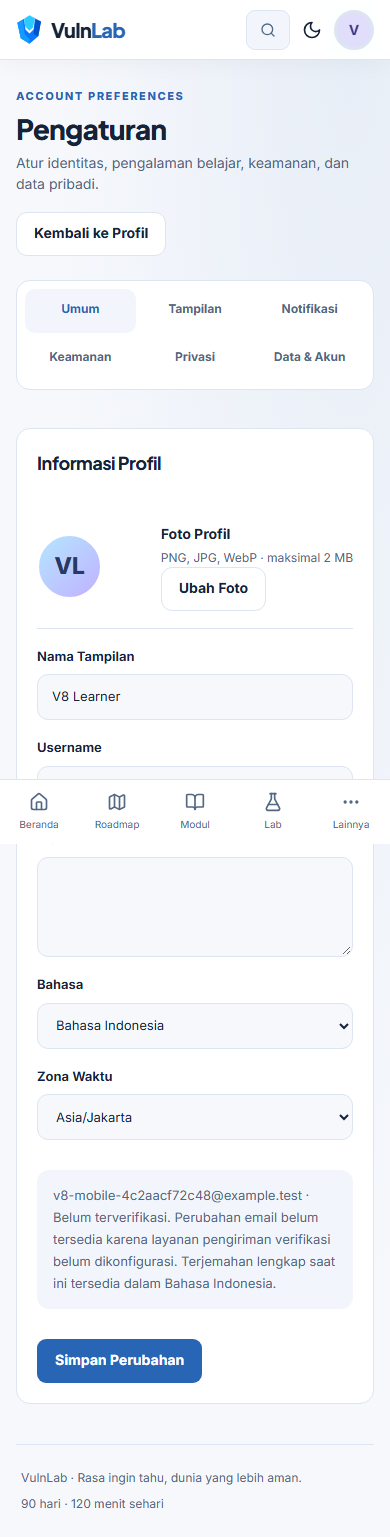 VulnLab
V
ACCOUNT PREFERENCES
Pengaturan
Atur identitas, pengalaman belajar, keamanan, dan
data pribadi.
Kembali ke Profil
Umum
Tampilan
Notifikasi
Keamanan
Privasi
Data & Akun
Informasi Profil
VL
Foto Profil
PNG, JPG, WebP · maksimal 2 MB
Ubah Foto
Nama Tampilan
V8 Learner
Username
Beranda
Roadmap
Modul
Lab
Lainnya
Bahasa
Bahasa Indonesia
Zona Waktu
Asia/Jakarta
v8-mobile-4c2aacf72c48@example.test ·
Belum terverifikasi. Perubahan email belum
tersedia karena layanan pengiriman verifikasi
belum dikonfigurasi. Terjemahan lengkap saat
ini tersedia dalam Bahasa Indonesia.
Simpan Perubahan
VulnLab · Rasa ingin tahu, dunia yang lebih aman.
90 hari · 120 menit sehari